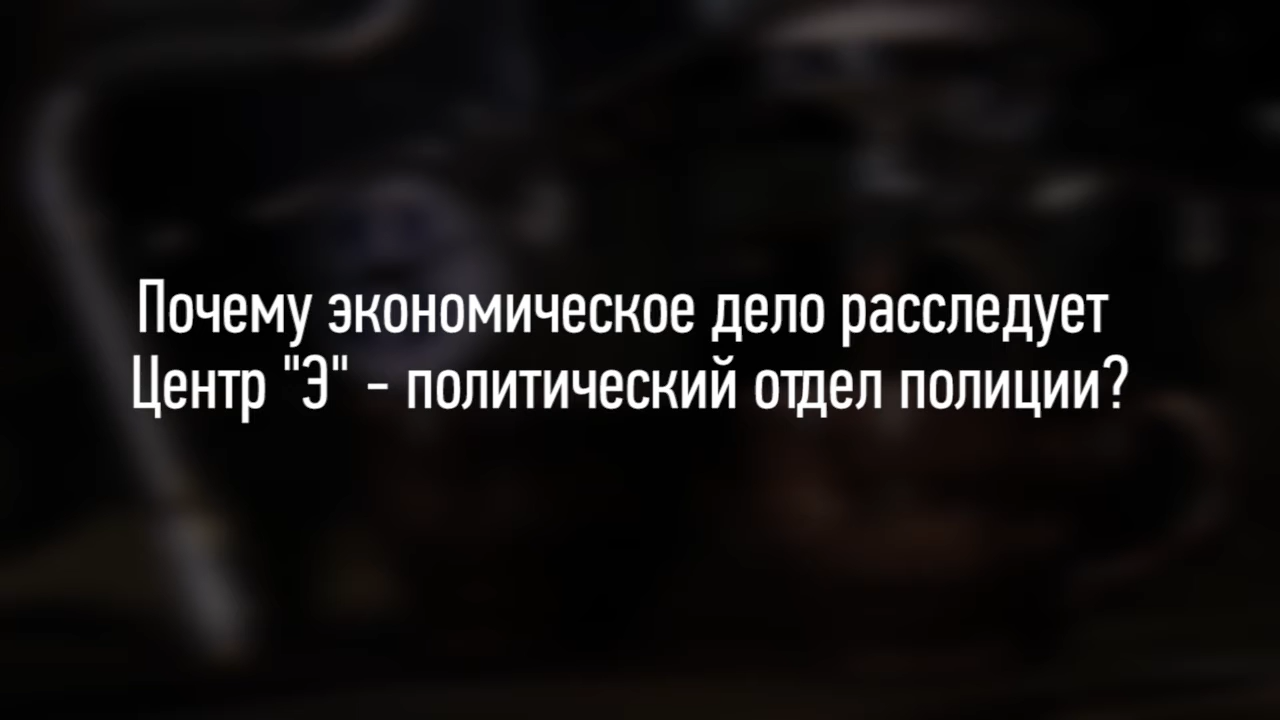 Почему экономическое дело расследует
Центр "Э" - политический отдел полиции?